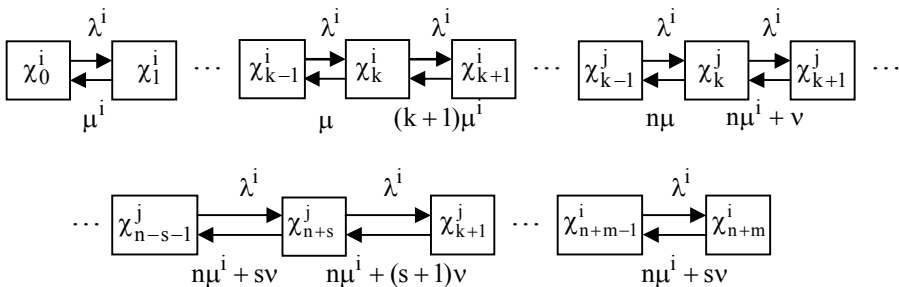 λ^i λ^i λ^i λ^i λ^i
χ_0^i χ_1^i ... χ_{k-1}^i χ_k^i χ_{k+1}^i ... χ_{k-1}^j χ_k^j χ_{k+1}^j ...
μ^i μ (k+1)μ^i nμ nμ^i + ν
λ^i λ^i λ^i
... χ_{n-s-1}^j χ_{n+s}^j χ_{k+1}^j ... χ_{n+m-1}^i χ_{n+m}^i
nμ^i + sν nμ^i + (s+1)ν nμ^i + sν